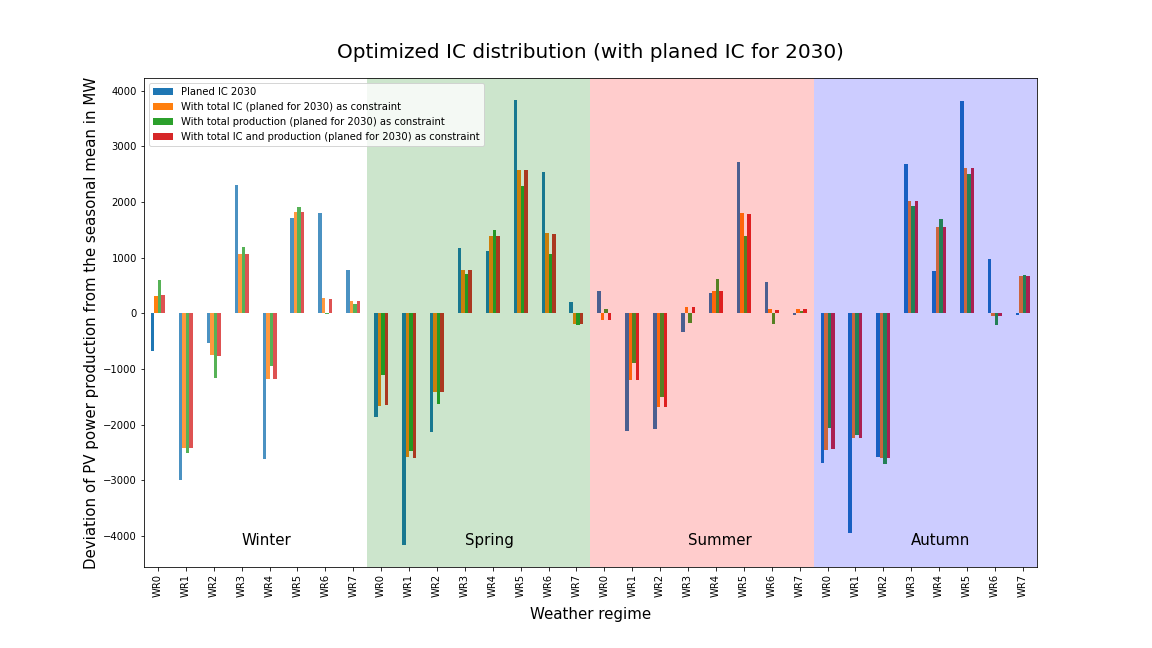 Optimized IC distribution (with planed IC for 2030)
Deviation of PV power production from the seasonal mean in MW
4000
3000
2000
1000
0
−1000
−2000
−3000
−4000
Planed IC 2030
With total IC (planed for 2030) as constraint
With total production (planed for 2030) as constraint
With total IC and production (planed for 2030) as constraint
Winter
Spring
Summer
Autumn
WR0 WR1 WR2 WR3 WR4 WR5 WR6 WR7 WR0 WR1 WR2 WR3 WR4 WR5 WR6 WR7 WR0 WR1 WR2 WR3 WR4 WR5 WR6 WR7 WR0 WR1 WR2 WR3 WR4 WR5 WR6 WR7
Weather regime